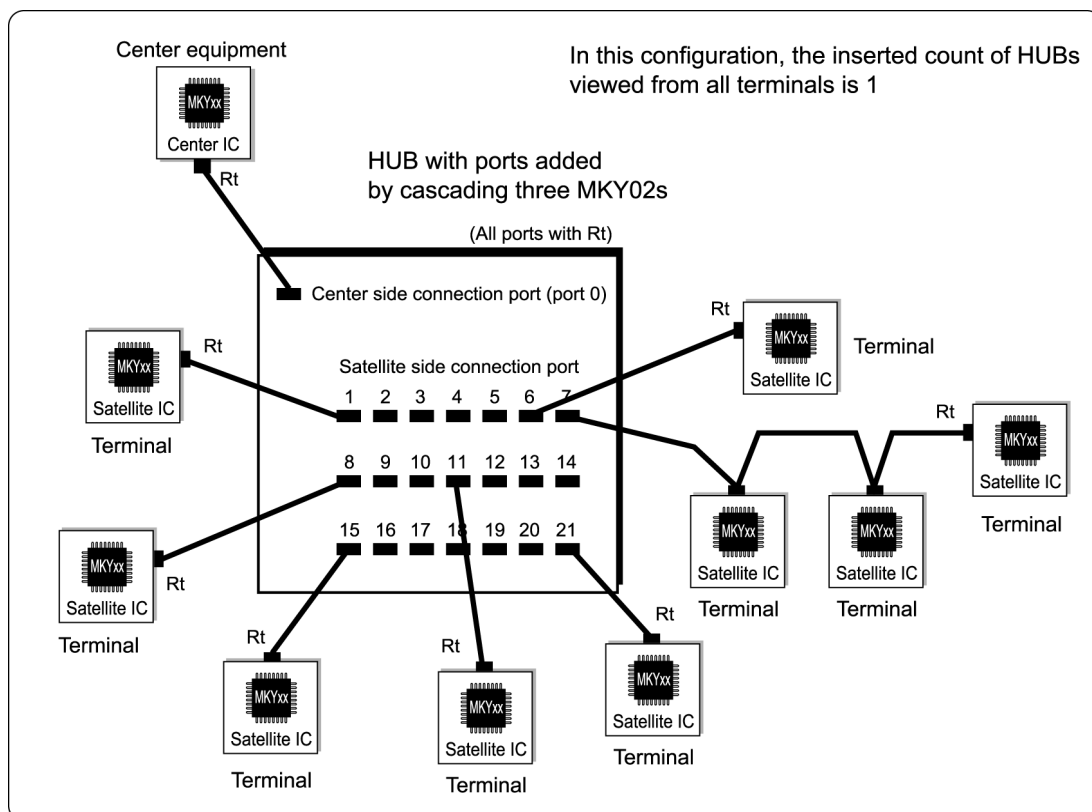 Center equipment
In this configuration, the inserted count of HUBs
viewed from all terminals is 1
MKYxx
Center IC
Rt
HUB with ports added
by cascading three MKY02s
(All ports with Rt)
Center side connection port (port 0)
Rt
MKYxx
Satellite IC
Terminal
Rt
MKYxx
Satellite IC
Terminal
Satellite side connection port
1 2 3 4 5 6 7
8 9 10 11 12 13 14
15 16 17 18 19 20 21
Rt
MKYxx
Satellite IC
Terminal
MKYxx
Satellite IC
Terminal
MKYxx
Satellite IC
Terminal
MKYxx
Satellite IC
Rt
Terminal
Rt
MKYxx
Satellite IC
Terminal
Rt
MKYxx
Satellite IC
Terminal
Rt
MKYxx
Satellite IC
Terminal